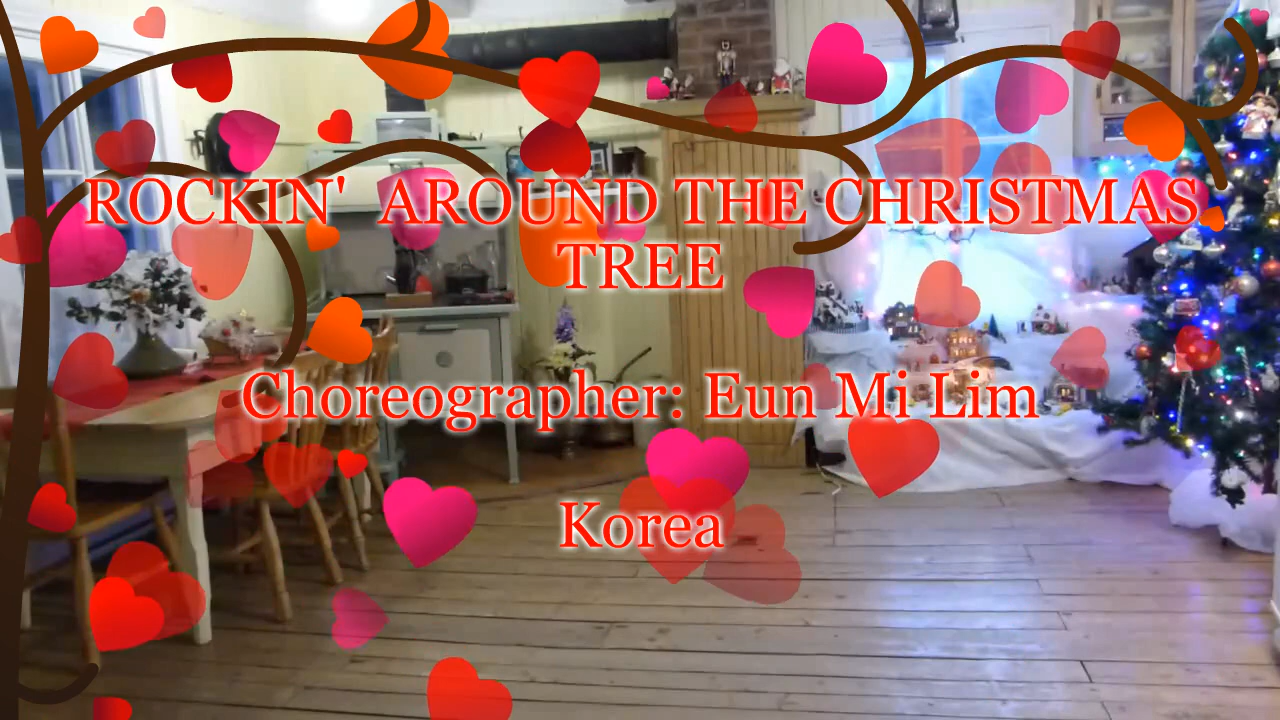 ROCKIN' AROUND THE CHRISTMAS
TREE
Choreographer: Eun Mi Lim
Korea